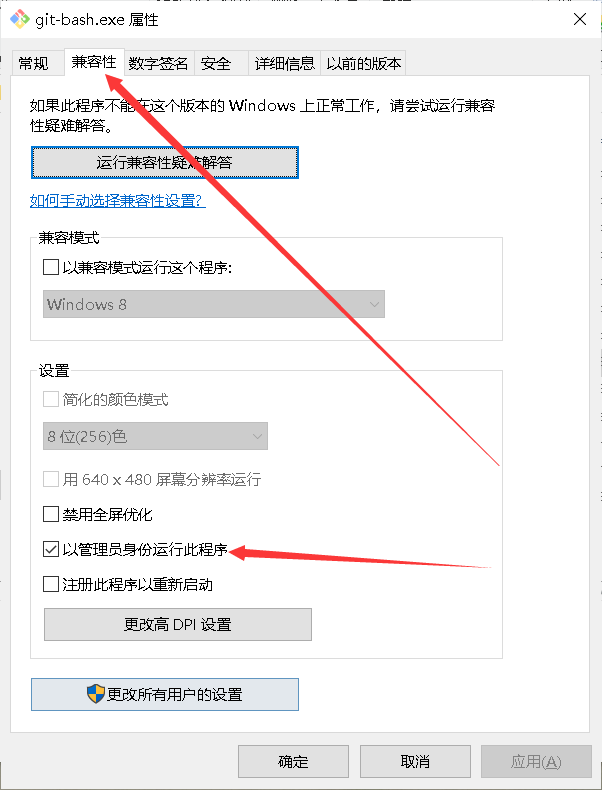 git-bash.exe 属性
常规 兼容性 数字签名 安全 详细信息 以前的版本
如果此程序不能在这个版本的 Windows 上正常工作，请尝试运行兼容
性疑难解答。
运行兼容性疑难解答
如何手动选择兼容性设置?
兼容模式
以兼容模式运行这个程序:
Windows 8
设置
简化的颜色模式
8 位(256)色
用 640 x 480 屏幕分辨率运行
禁用全屏优化
以管理员身份运行此程序
注册此程序以重新启动
更改高 DPI 设置
更改所有用户的设置
确定 取消 应用(A)